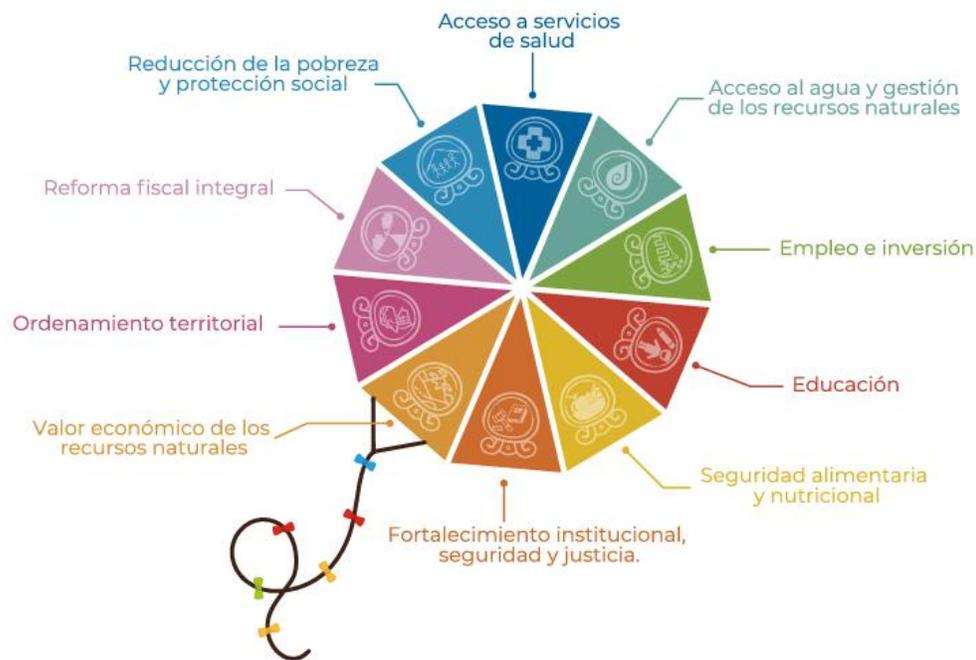 Acceso a servicios
de salud
Reducción de la pobreza
y protección social
Acceso al agua y gestión
de los recursos naturales
Reforma fiscal integral
Empleo e inversión
Ordenamiento territorial
Educación
Valor económico de los
recursos naturales
Seguridad alimentaria
y nutricional
Fortalecimiento institucional,
seguridad y justicia.